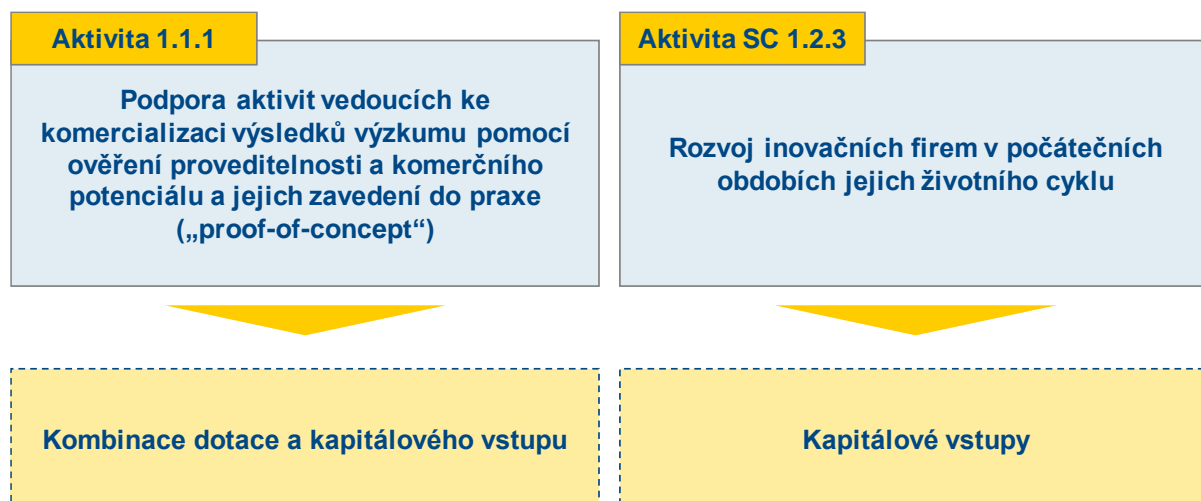 Aktivita 1.1.1
Podpora aktivit vedoucích ke
komercializaci výsledků výzkumu pomocí
ověření proveditelnosti a komerčního
potenciálu a jejich zavedení do praxe
(„proof-of-concept“)
Kombinace dotace a kapitálového vstupu
Aktivita SC 1.2.3
Rozvoj inovačních firem v počátečních
obdobích jejich životního cyklu
Kapitálové vstupy